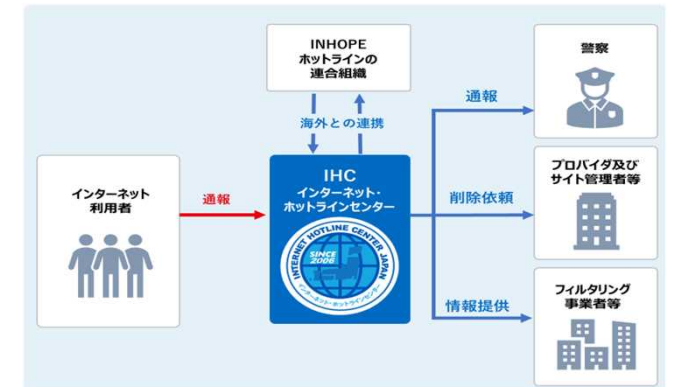 INHOPE
ホットラインの
連合組織
海外との連携
インターネット
利用者
通報
IHC
インターネット・
ホットラインセンター
INTERNET HOTLINE CENTER JAPAN
SINCE
2006
インターネット・ホットラインセンター
通報
警察
削除依頼
プロバイダ及び
サイト管理者等
情報提供
フィルタリング
事業者等